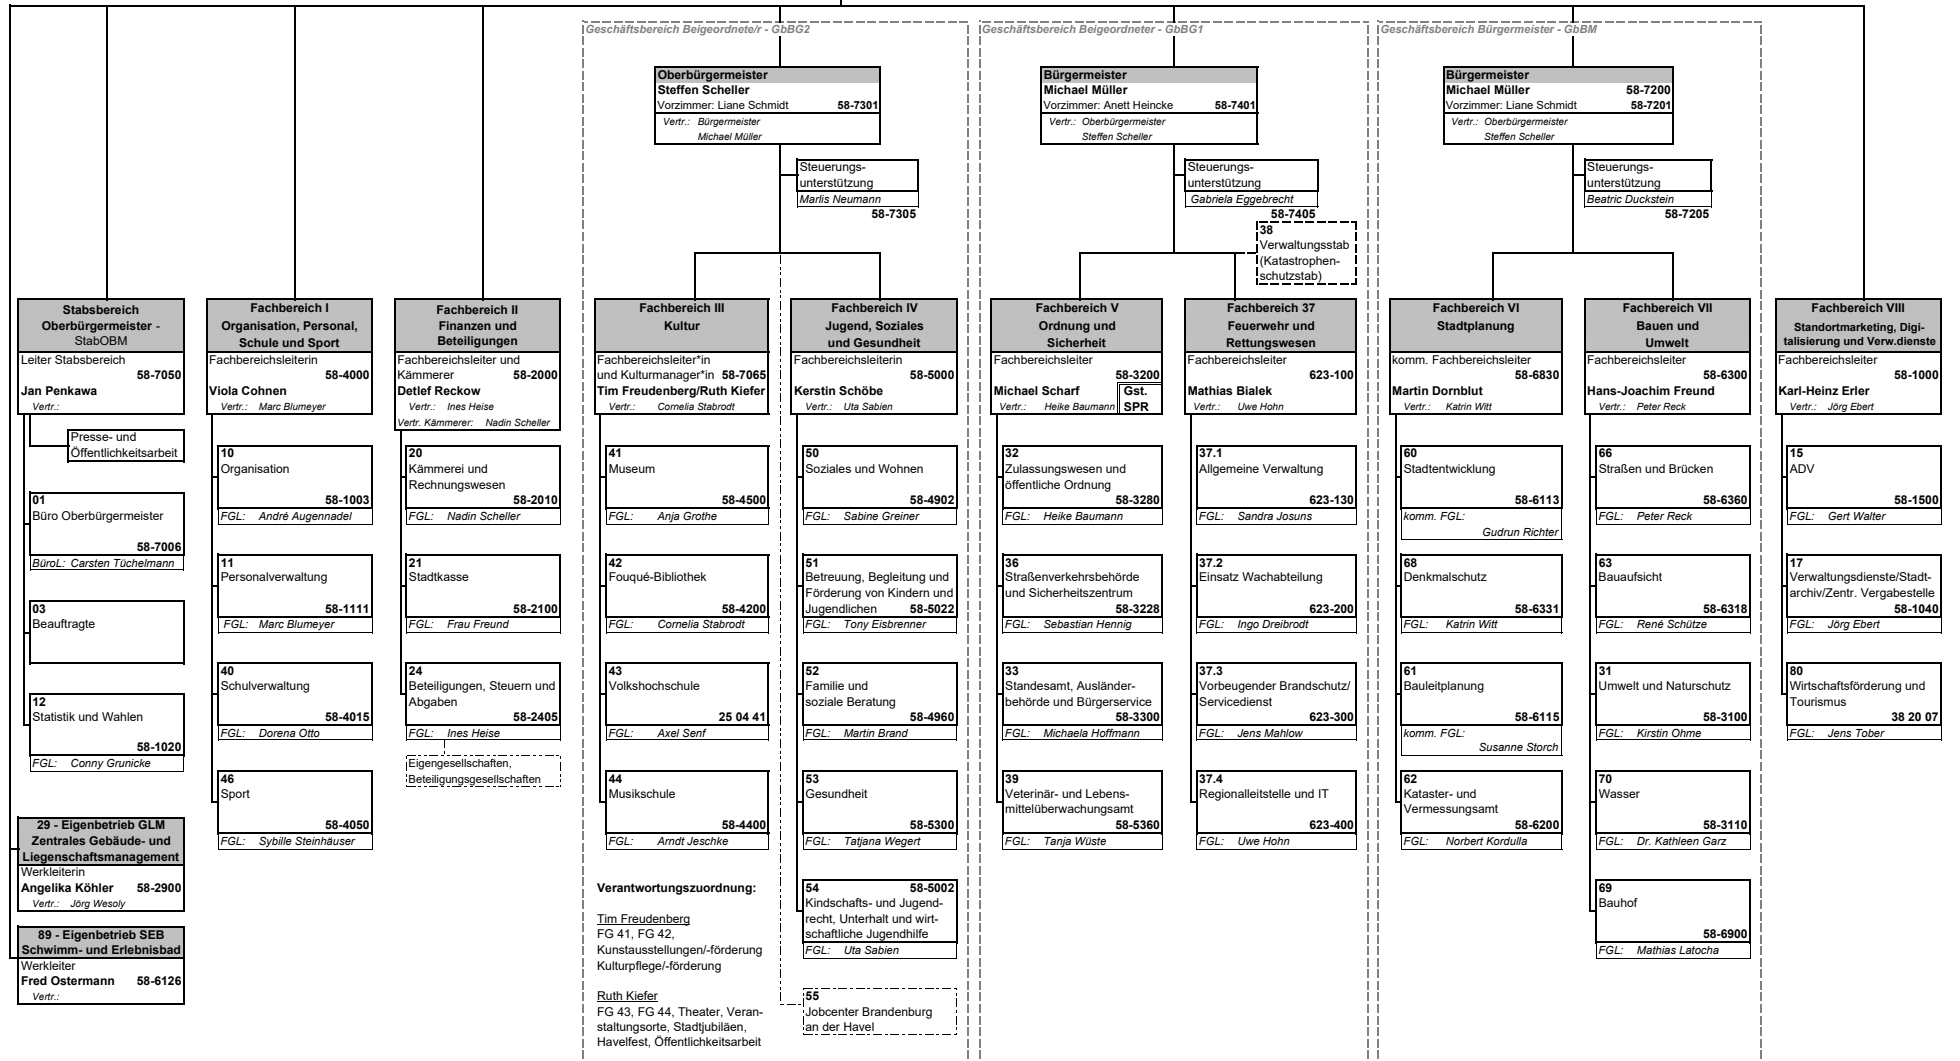 Geschäftsbereich Beigeordnete/r - GbBG2
Oberbürgermeister
Steffen Scheller
Vorzimmer: Liane Schmidt 58-7301
Vertr.: Bürgermeister
Michael Müller
Steuerungs-
unterstützung
Marlis Neumann
58-7305
Geschäftsbereich Beigeordneter - GbBG1
Bürgermeister
Michael Müller
Vorzimmer: Anett Heincke 58-7401
Vertr.: Oberbürgermeister
Steffen Scheller
Steuerungs-
unterstützung
Gabriela Eggebrecht
58-7405
38
Verwaltungsstab
(Katastrophen-
schutzstab)
Geschäftsbereich Bürgermeister - GbBM
Bürgermeister
Michael Müller 58-7200
Vorzimmer: Liane Schmidt 58-7201
Vertr.: Oberbürgermeister
Steffen Scheller
Steuerungs-
unterstützung
Beatric Duckstein
58-7205
Stabsbereich
Oberbürgermeister -
StabOBM
Leiter Stabsbereich
58-7050
Jan Penkawa
Vertr.:
Presse- und
Öffentlichkeitsarbeit
01
Büro Oberbürgermeister
58-7006
BüroL: Carsten Tüchelmann
03
Beauftragte
12
Statistik und Wahlen
58-1020
FGL: Conny Grunicke
29 - Eigenbetrieb GLM
Zentrales Gebäude- und
Liegenschaftsmanagement
Werkleiterin
Angelika Köhler 58-2900
Vertr.: Jörg Wesoly
89 - Eigenbetrieb SEB
Schwimm- und Erlebnisbad
Werkleiter
Fred Ostermann 58-6126
Vertr.:
Fachbereich I
Organisation, Personal,
Schule und Sport
Fachbereichsleiterin
58-4000
Viola Cohnen
Vertr.: Marc Blumeyer
10
Organisation
58-1003
FGL: André Augennadel
11
Personalverwaltung
58-1111
FGL: Marc Blumeyer
40
Schulverwaltung
58-4015
FGL: Dorena Otto
46
Sport
58-4050
FGL: Sybille Steinhäuser
Fachbereich II
Finanzen und
Beteiligungen
Fachbereichsleiter und
Kämmerer 58-2000
Detlef Reckow
Vertr.: Ines Heise
Vertr. Kämmerer: Nadin Scheller
20
Kämmerei und
Rechnungswesen
58-2010
FGL: Nadin Scheller
21
Stadtkasse
58-2100
FGL: Frau Freund
24
Beteiligungen, Steuern und
Abgaben
58-2405
FGL: Ines Heise
Eigengesellschaften,
Beteiligungsgesellschaften
Fachbereich III
Kultur
Fachbereichsleiter*in
und Kulturmanager*in 58-7065
Tim Freudenberg/Ruth Kiefer
Vertr.: Cornelia Stabrodt
41
Museum
58-4500
FGL: Anja Grothe
42
Fouqué-Bibliothek
58-4200
FGL: Cornelia Stabrodt
43
Volkshochschule
25 04 41
FGL: Axel Senf
44
Musikschule
58-4400
FGL: Arndt Jeschke
Verantwortungszuordnung:
Tim Freudenberg
FG 41, FG 42,
Kunstausstellungen/-förderung
Kulturpflege/-förderung
Ruth Kiefer
FG 43, FG 44, Theater, Veran-
staltungsorte, Stadtjubiläen,
Havelfest, Öffentlichkeitsarbeit
Fachbereich IV
Jugend, Soziales
und Gesundheit
Fachbereichsleiterin
58-5000
Kerstin Schöbe
Vertr.: Uta Sabien
50
Soziales und Wohnen
58-4902
FGL: Sabine Greiner
51
Betreuung, Begleitung und
Förderung von Kindern und
Jugendlichen 58-5022
FGL: Tony Eisbrenner
52
Familie und
soziale Beratung
58-4960
FGL: Martin Brand
53
Gesundheit
58-5300
FGL: Tatjana Wegert
54 58-5002
Kindschafts- und Jugend-
recht, Unterhalt und wirt-
schaftliche Jugendhilfe
FGL: Uta Sabien
55
Jobcenter Brandenburg
an der Havel
Fachbereich V
Ordnung und
Sicherheit
Fachbereichsleiter
58-3200
Michael Scharf Gst.
Vertr.: Heike Baumann SPR
32
Zulassungswesen und
öffentliche Ordnung
58-3280
FGL: Heike Baumann
36
Straßenverkehrsbehörde
und Sicherheitszentrum
58-3228
FGL: Sebastian Hennig
33
Standesamt, Ausländer-
behörde und Bürgerservice
58-3300
FGL: Michaela Hoffmann
39
Veterinär- und Lebens-
mittelüberwachungsamt
58-5360
FGL: Tanja Wüste
Fachbereich 37
Feuerwehr und
Rettungswesen
Fachbereichsleiter
623-100
Mathias Bialek
Vertr.: Uwe Hohn
37.1
Allgemeine Verwaltung
623-130
FGL: Sandra Josuns
37.2
Einsatz Wachabteilung
623-200
FGL: Ingo Dreibrodt
37.3
Vorbeugender Brandschutz/
Servicedienst
623-300
FGL: Jens Mahlow
37.4
Regionalleitstelle und IT
623-400
FGL: Uwe Hohn
Fachbereich VI
Stadtplanung
komm. Fachbereichsleiter
58-6830
Martin Dornblut
Vertr.: Katrin Witt
60
Stadtentwicklung
58-6113
komm. FGL:
Gudrun Richter
68
Denkmalschutz
58-6331
FGL: Katrin Witt
61
Bauleitplanung
58-6115
komm. FGL:
Susanne Storch
62
Kataster- und
Vermessungsamt
58-6200
FGL: Norbert Kordulla
Fachbereich VII
Bauen und
Umwelt
Fachbereichsleiter
58-6300
Hans-Joachim Freund
Vertr.: Peter Reck
66
Straßen und Brücken
58-6360
FGL: Peter Reck
63
Bauaufsicht
58-6318
FGL: René Schütze
31
Umwelt und Naturschutz
58-3100
FGL: Kirstin Ohme
70
Wasser
58-3110
FGL: Dr. Kathleen Garz
69
Bauhof
58-6900
FGL: Mathias Latocha
Fachbereich VIII
Standortmarketing, Digi-
talisierung und Verw.dienste
Fachbereichsleiter
58-1000
Karl-Heinz Erler
Vertr.: Jörg Ebert
15
ADV
58-1500
FGL: Gert Walter
17
Verwaltungsdienste/Stadt-
archiv/Zentr. Vergabestelle
58-1040
FGL: Jörg Ebert
80
Wirtschaftsförderung und
Tourismus
38 20 07
FGL: Jens Tober